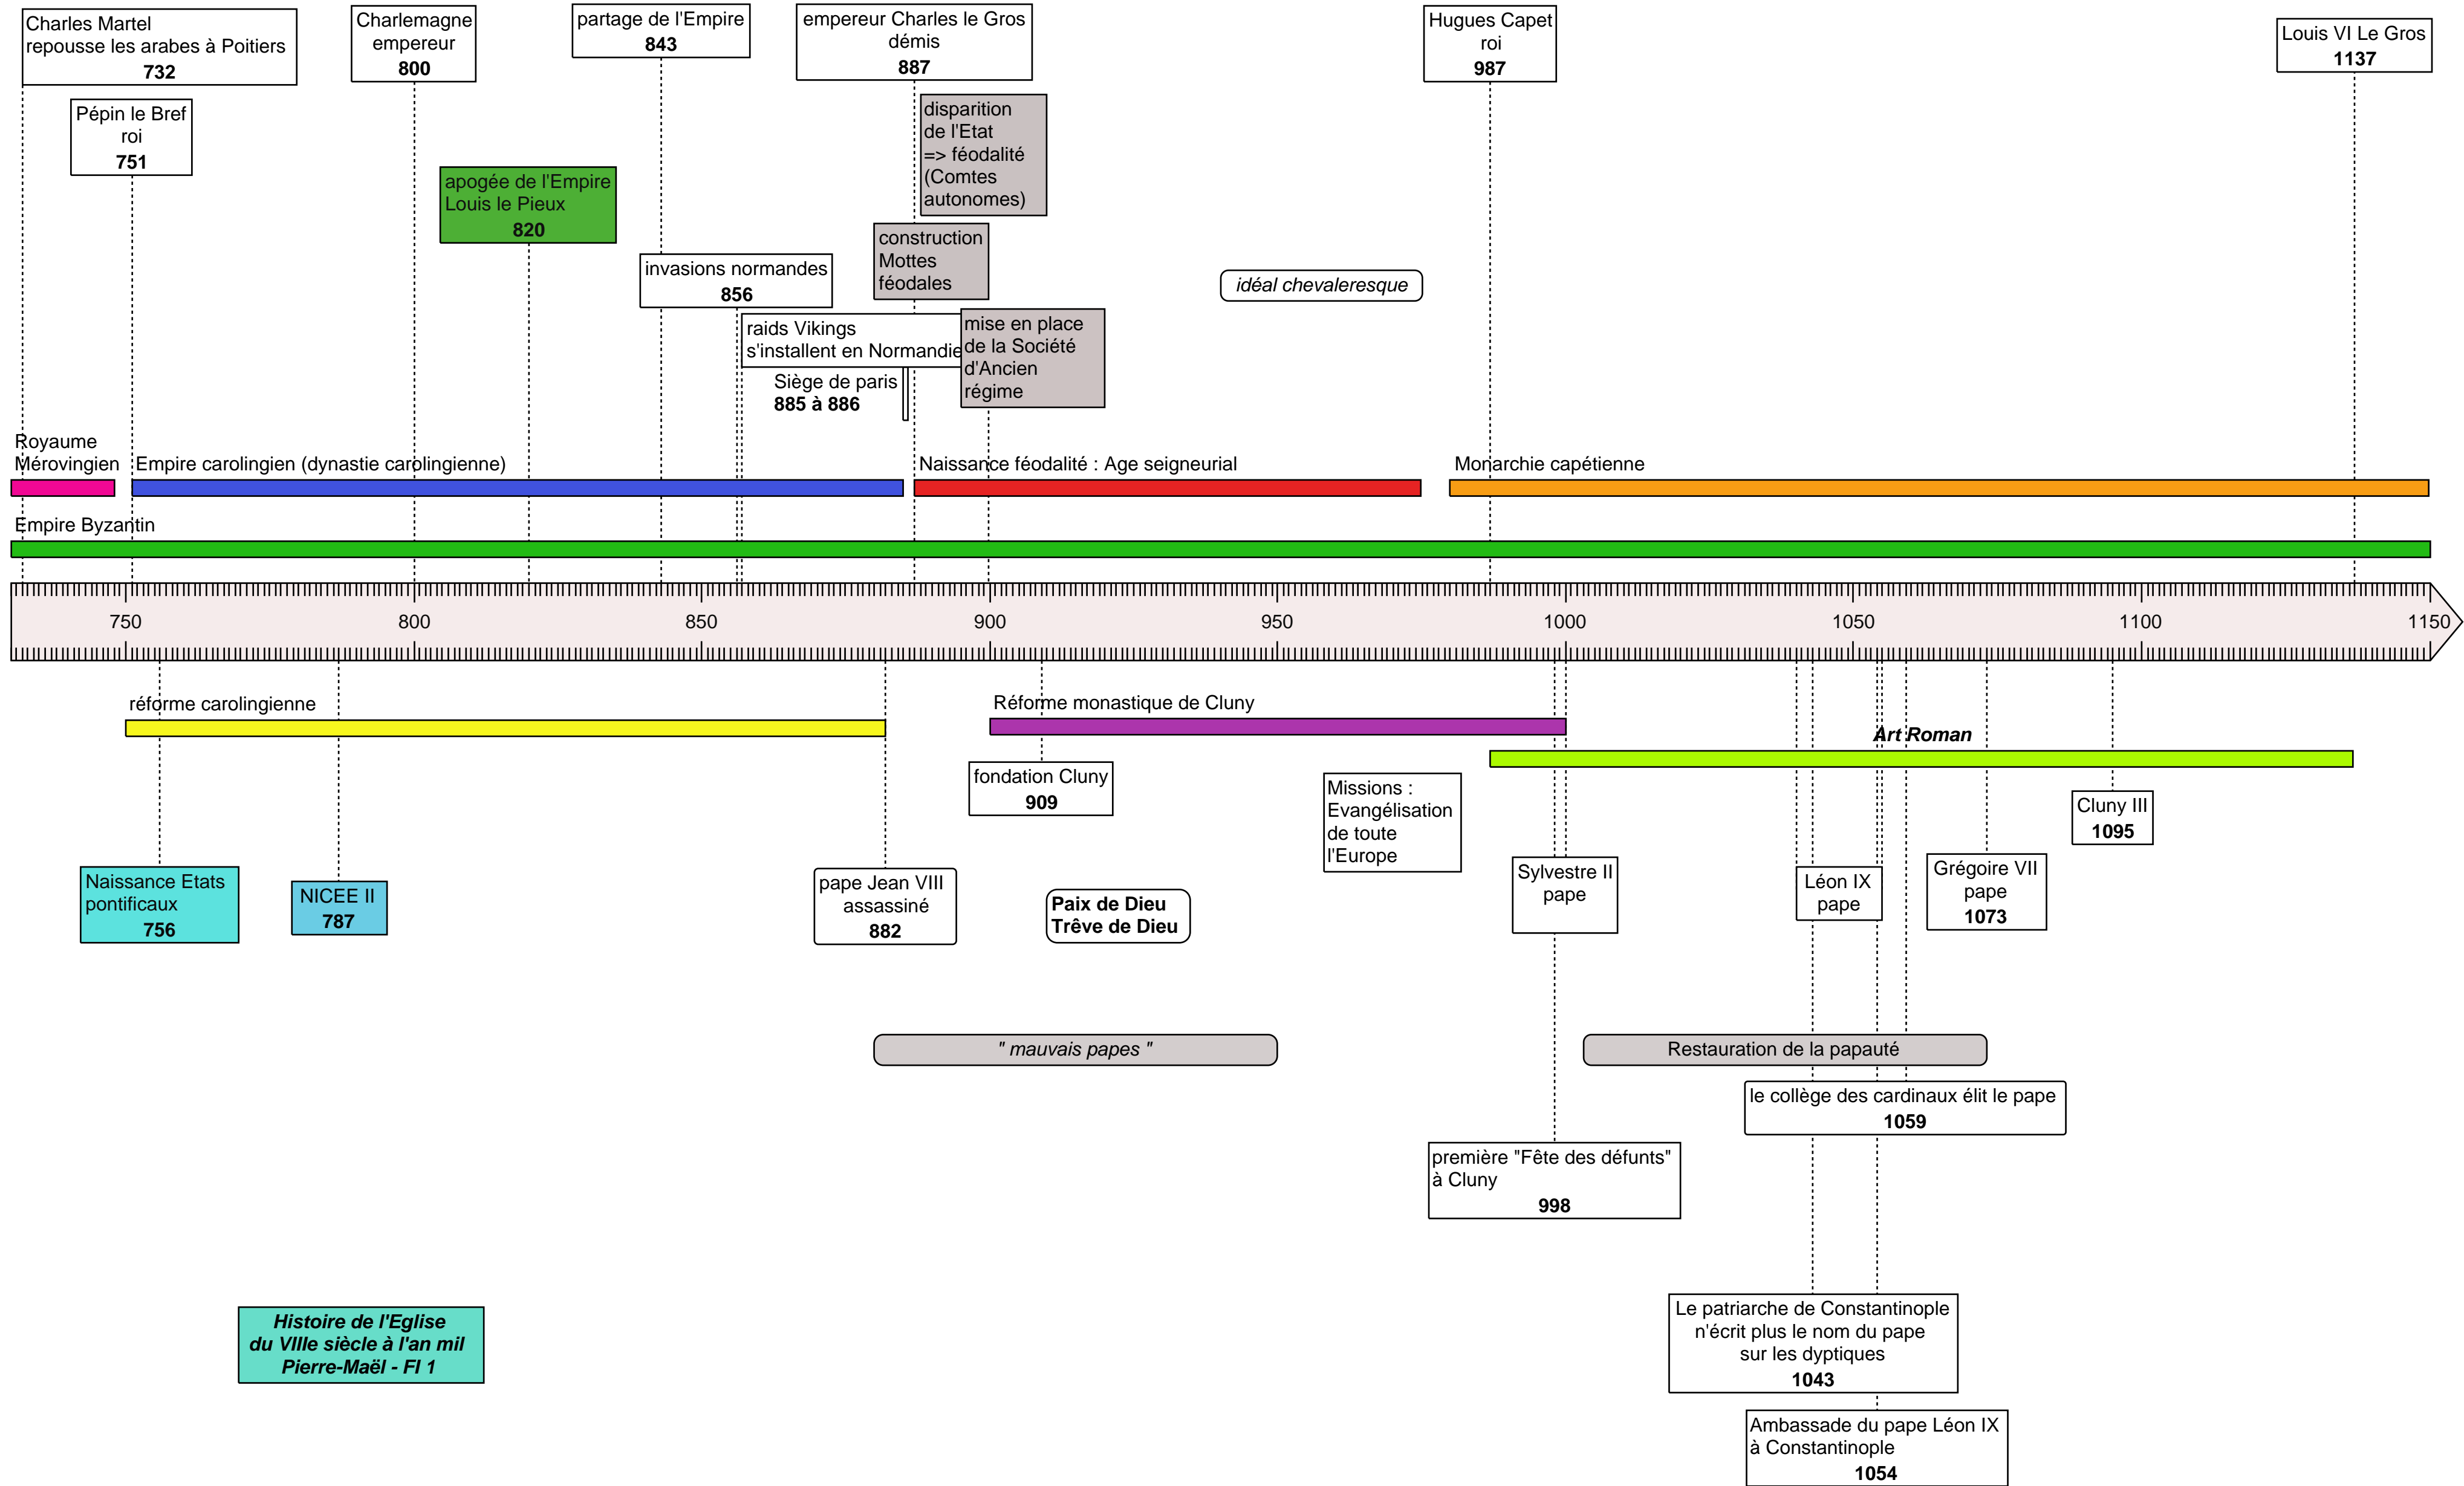 Charles Martel
repousse les arabes à Poitiers
732
Charlemagne
empereur
800
partage de l'Empire
843
empereur Charles le Gros
démis
887
Hugues Capet
roi
987
Louis VI Le Gros
1137
Pépin le Bref
roi
751
disparition
de l'Etat
=> féodalité
(Comtes
autonomes)
apogée de l'Empire
Louis le Pieux
820
construction
Mottes
féodales
invasions normandes
856
idéal chevaleresque
raids Vikings
s'installent en Normandie
mise en place
de la Société
d'Ancien
régime
Siège de paris
885 à 886
Royaume
Mérovingien
Empire carolingien (dynastie carolingienne)
Naissance féodalité : Age seigneurial
Monarchie capétienne
Empire Byzantin
750 800 850 900 950 1000 1050 1100 1150
réforme carolingienne
Réforme monastique de Cluny
Art Roman
fondation Cluny
909
Missions :
Evangélisation
de toute
l'Europe
Cluny III
1095
Naissance Etats
pontificaux
756
NICEE II
787
pape Jean VIII
assassiné
882
Paix de Dieu
Trêve de Dieu
Sylvestre II
pape
Léon IX
pape
Grégoire VII
pape
1073
" mauvais papes "
Restauration de la papauté
le collège des cardinaux élit le pape
1059
première "Fête des défunts"
à Cluny
998
Histoire de l'Eglise
du VIIIe siècle à l'an mil
Pierre-Maël - FI 1
Le patriarche de Constantinople
n'écrit plus le nom du pape
sur les dyptiques
1043
Ambassade du pape Léon IX
à Constantinople
1054